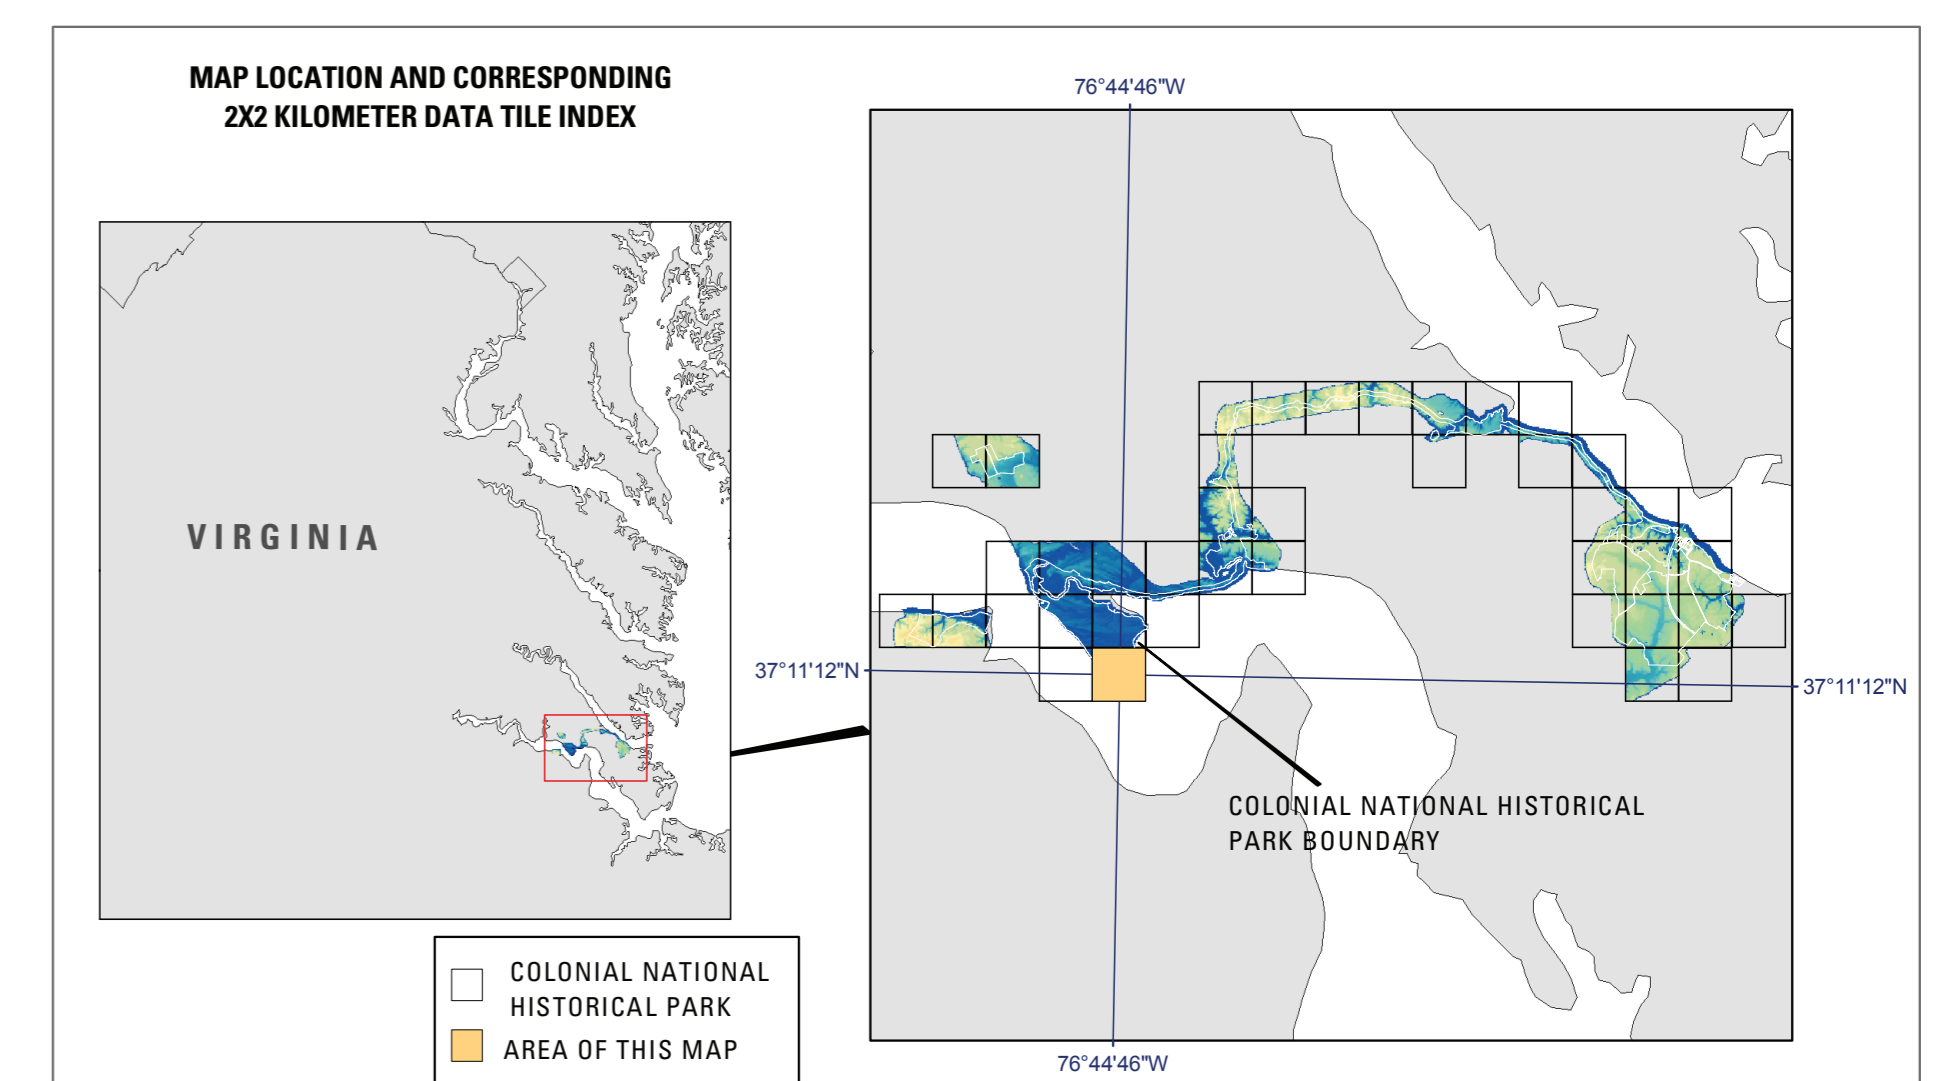 MAP LOCATION AND CORRESPONDING
2X2 KILOMETER DATA TILE INDEX
76°44'46"W
VIRGINIA
37°11'12"N
37°11'12"N
COLONIAL NATIONAL HISTORICAL
PARK BOUNDARY
COLONIAL NATIONAL
HISTORICAL PARK
AREA OF THIS MAP
76°44'46"W